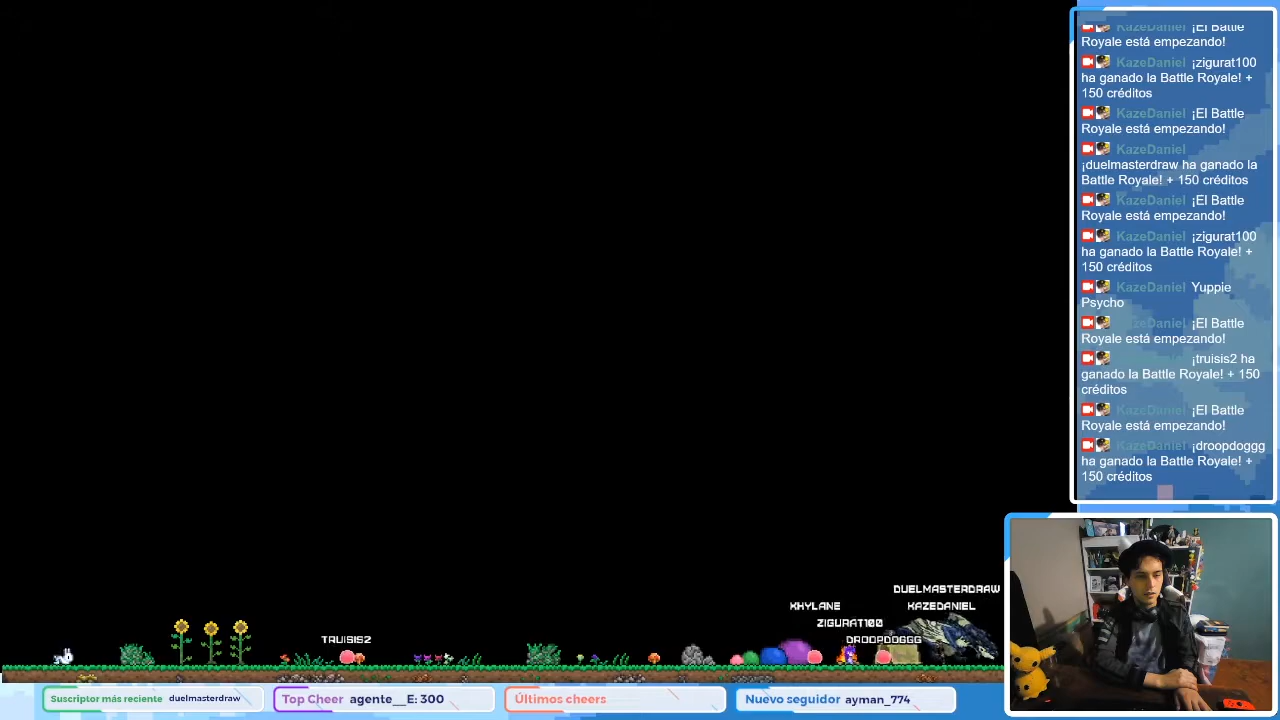 KazeDaniel ¡El Battle
Royale está empezando!
KazeDaniel ¡zigurat100
ha ganado la Battle Royale! +
150 créditos
KazeDaniel ¡El Battle
Royale está empezando!
KazeDaniel
¡duelmasterdraw ha ganado la
Battle Royale! + 150 créditos
KazeDaniel ¡El Battle
Royale está empezando!
KazeDaniel ¡zigurat100
ha ganado la Battle Royale! +
150 créditos
KazeDaniel Yuppie
Psycho
KazeDaniel ¡El Battle
Royale está empezando!
¡truisis2 ha
ganado la Battle Royale! + 150
créditos
KazeDaniel ¡El Battle
Royale está empezando!
KazeDaniel ¡droopdoggg
ha ganado la Battle Royale! +
150 créditos
DUELMASTERDRAW
KHYLANE KAZEDANIEL
ZIGURAT100
TRUISIS2 DROOPDOGGG
Suscriptor más reciente duelmasterdraw
Top Cheer agente__E: 300
Últimos cheers
Nuevo seguidor ayman_774